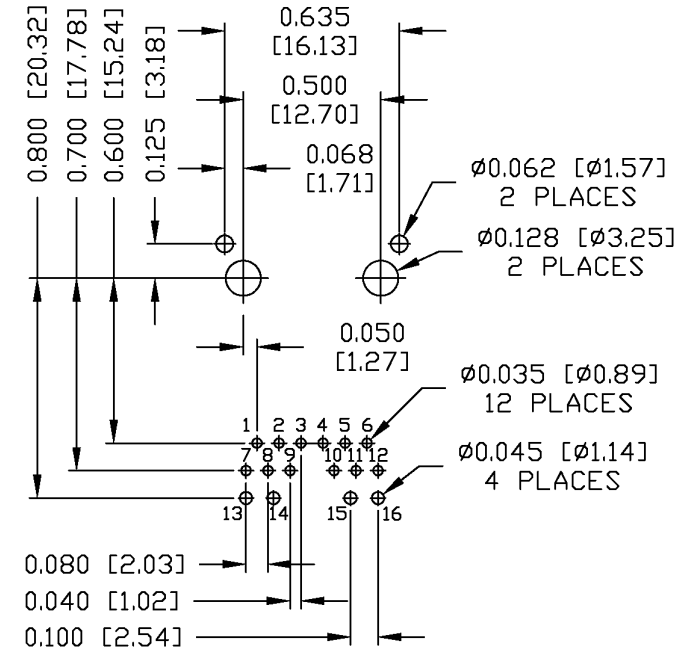 0.635
[16.13]
0.500
[12.70]
0.068
[1.71]
0.800 [20.32]
0.700 [17.78]
0.600 [15.24]
0.125 [3.18]
ø0.062 [ø1.57]
2 PLACES
ø0.128 [ø3.25]
2 PLACES
0.050
[1.27]
ø0.035 [ø0.89]
12 PLACES
1 2 3 4 5 6
7 8 9 10 11 12
ø0.045 [ø1.14]
4 PLACES
13 14 15 16
0.080 [2.03]
0.040 [1.02]
0.100 [2.54]